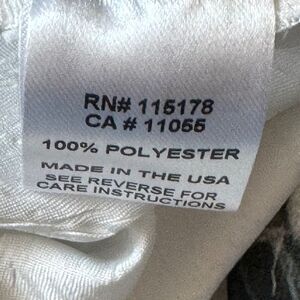 RN# 115178
CA # 11055
100% POLYESTER
MADE IN THE USA
SEE REVERSE FOR
CARE INSTRUCTIONS